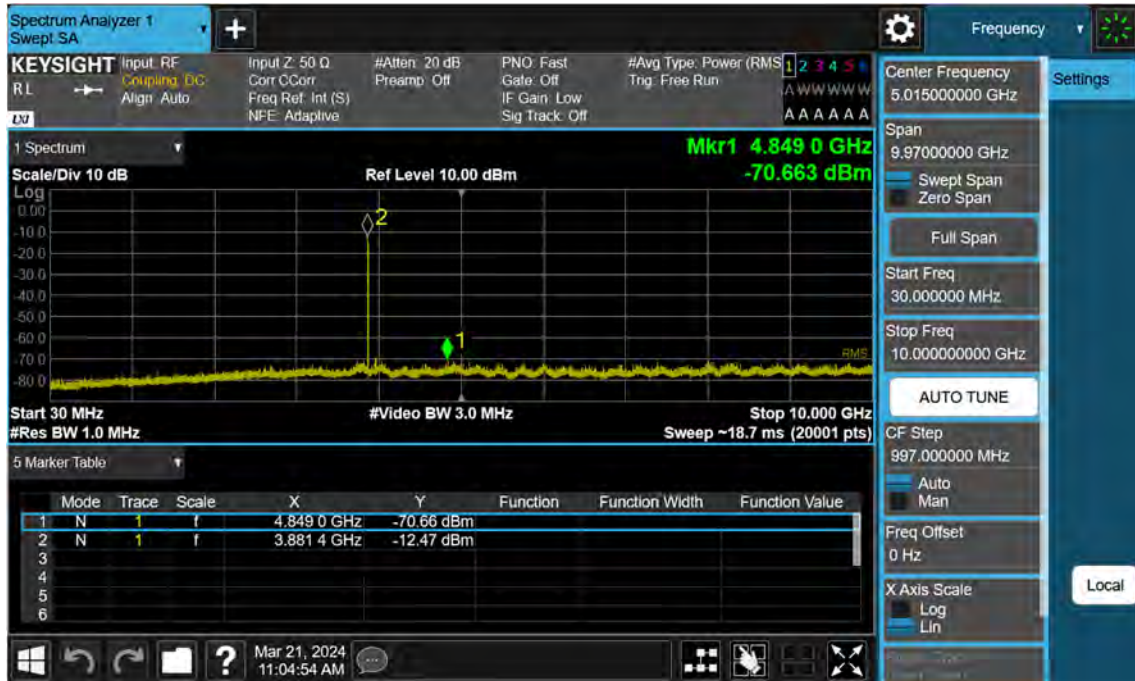 Spectrum Analyzer 1
Swept SA
+
Frequency
KEYSIGHT
RL
LXI
Input: RF
Coupling: DC
Align: Auto
Input Z: 50 Ω
Corr CCorr
Freq Ref: Int (S)
NFE: Adaptive
#Atten: 20 dB
Preamp: Off
PNO: Fast
Gate: Off
IF Gain: Low
Sig Track: Off
#Avg Type: Power (RMS
Trig: Free Run
1 2 3 4 5 6
A W W W W W
A A A A A A
1 Spectrum
Mkr1 4.849 0 GHz
-70.663 dBm
Scale/Div 10 dB
Ref Level 10.00 dBm
Log
0.00
-10.0
-20.0
-30.0
-40.0
-50.0
-60.0
-70.0
-80.0
2
1
RMS
Start 30 MHz
#Video BW 3.0 MHz
Stop 10.000 GHz
#Res BW 1.0 MHz
Sweep ~18.7 ms (20001 pts)
5 Marker Table
Mode Trace Scale X Y Function Function Width Function Value
1 N 1 f 4.849 0 GHz -70.66 dBm
2 N 1 f 3.881 4 GHz -12.47 dBm
3
4
5
6
Center Frequency
5.015000000 GHz
Span
9.97000000 GHz
Swept Span
Zero Span
Full Span
Start Freq
30.000000 MHz
Stop Freq
10.000000000 GHz
AUTO TUNE
CF Step
997.000000 MHz
Auto
Man
Freq Offset
0 Hz
X Axis Scale
Log
Lin
Settings
Local
?
Mar 21, 2024
11:04:54 AM